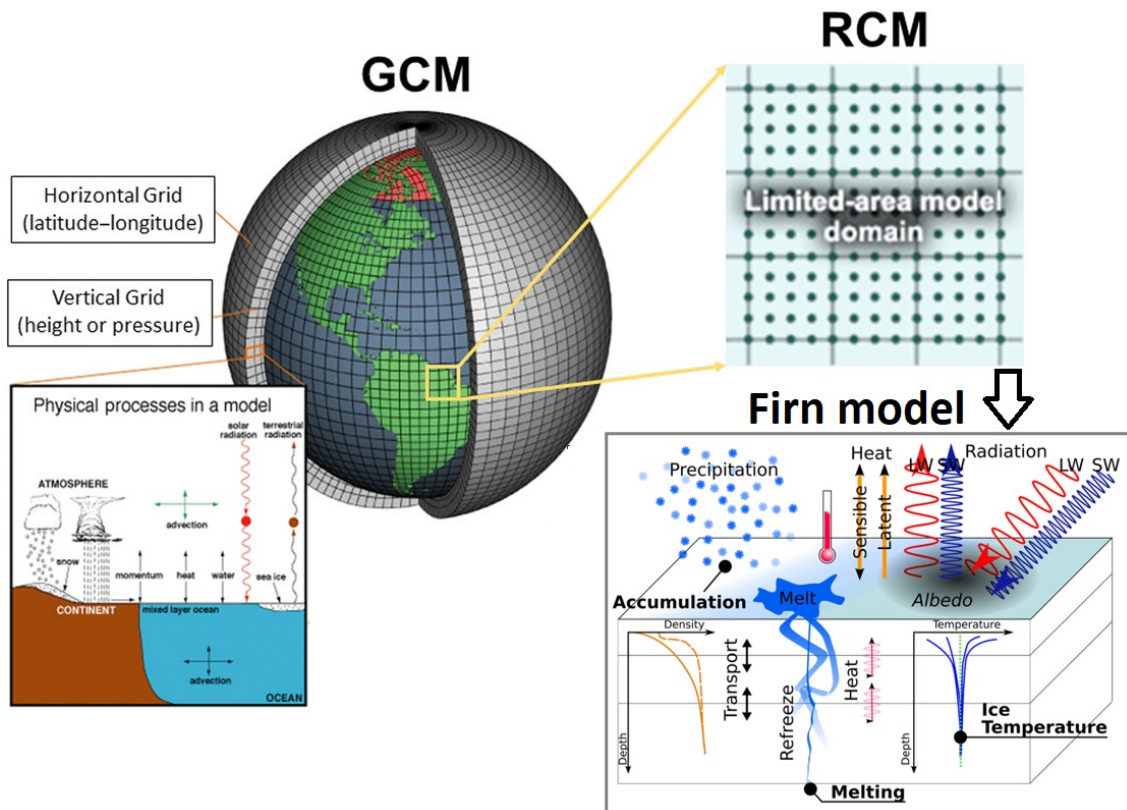 GCM
RCM
Horizontal Grid
(latitude–longitude)
Vertical Grid
(height or pressure)
Limited-area model
domain
Physical processes in a model
solar
radiation
terrestrial
radiation
ATMOSPHERE
advection
snow
momentum
heat
water
sea ice
CONTINENT
mixed layer ocean
advection
OCEAN
Firn model
Precipitation
Heat
Sensible
Latent
LW
SW
Radiation
LW
SW
Accumulation
Melt
Albedo
Density
Depth
Transport
Refreeze
Heat
Temperature
Depth
Ice
Temperature
Melting